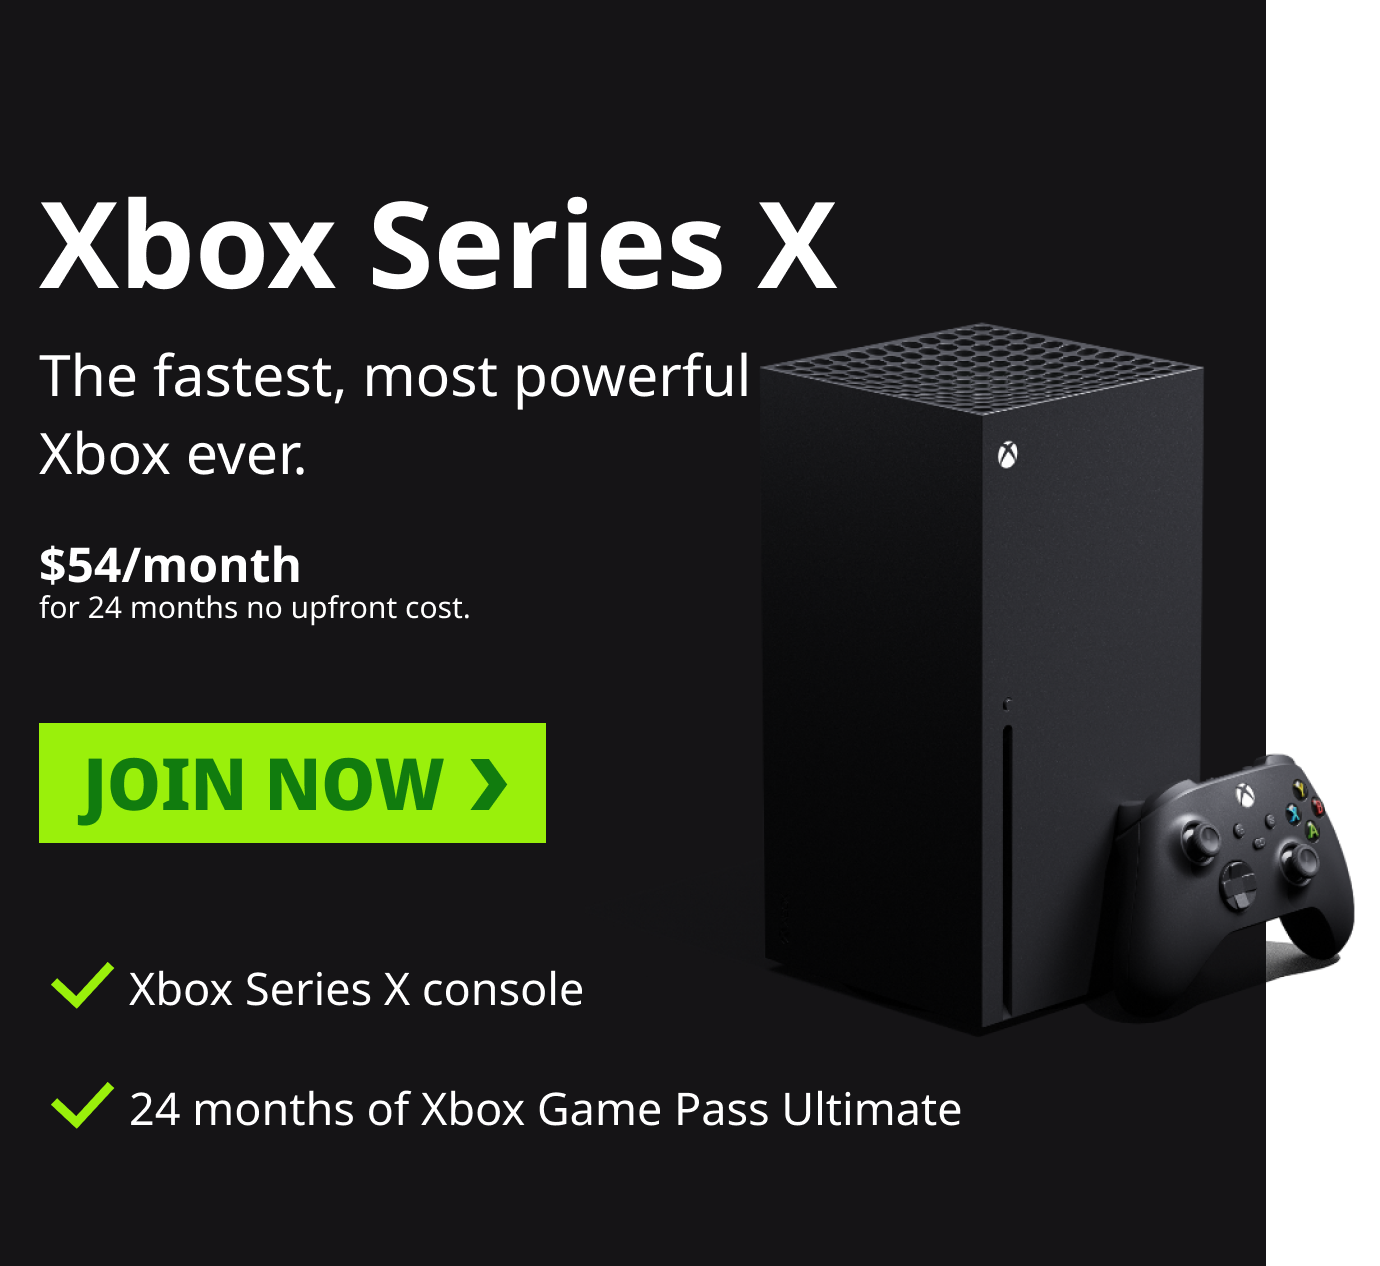 Xbox Series X
The fastest, most powerful
Xbox ever.
$54/month
for 24 months no upfront cost.
JOIN NOW ❯
Xbox Series X console
24 months of Xbox Game Pass Ultimate
Y
B
X
A